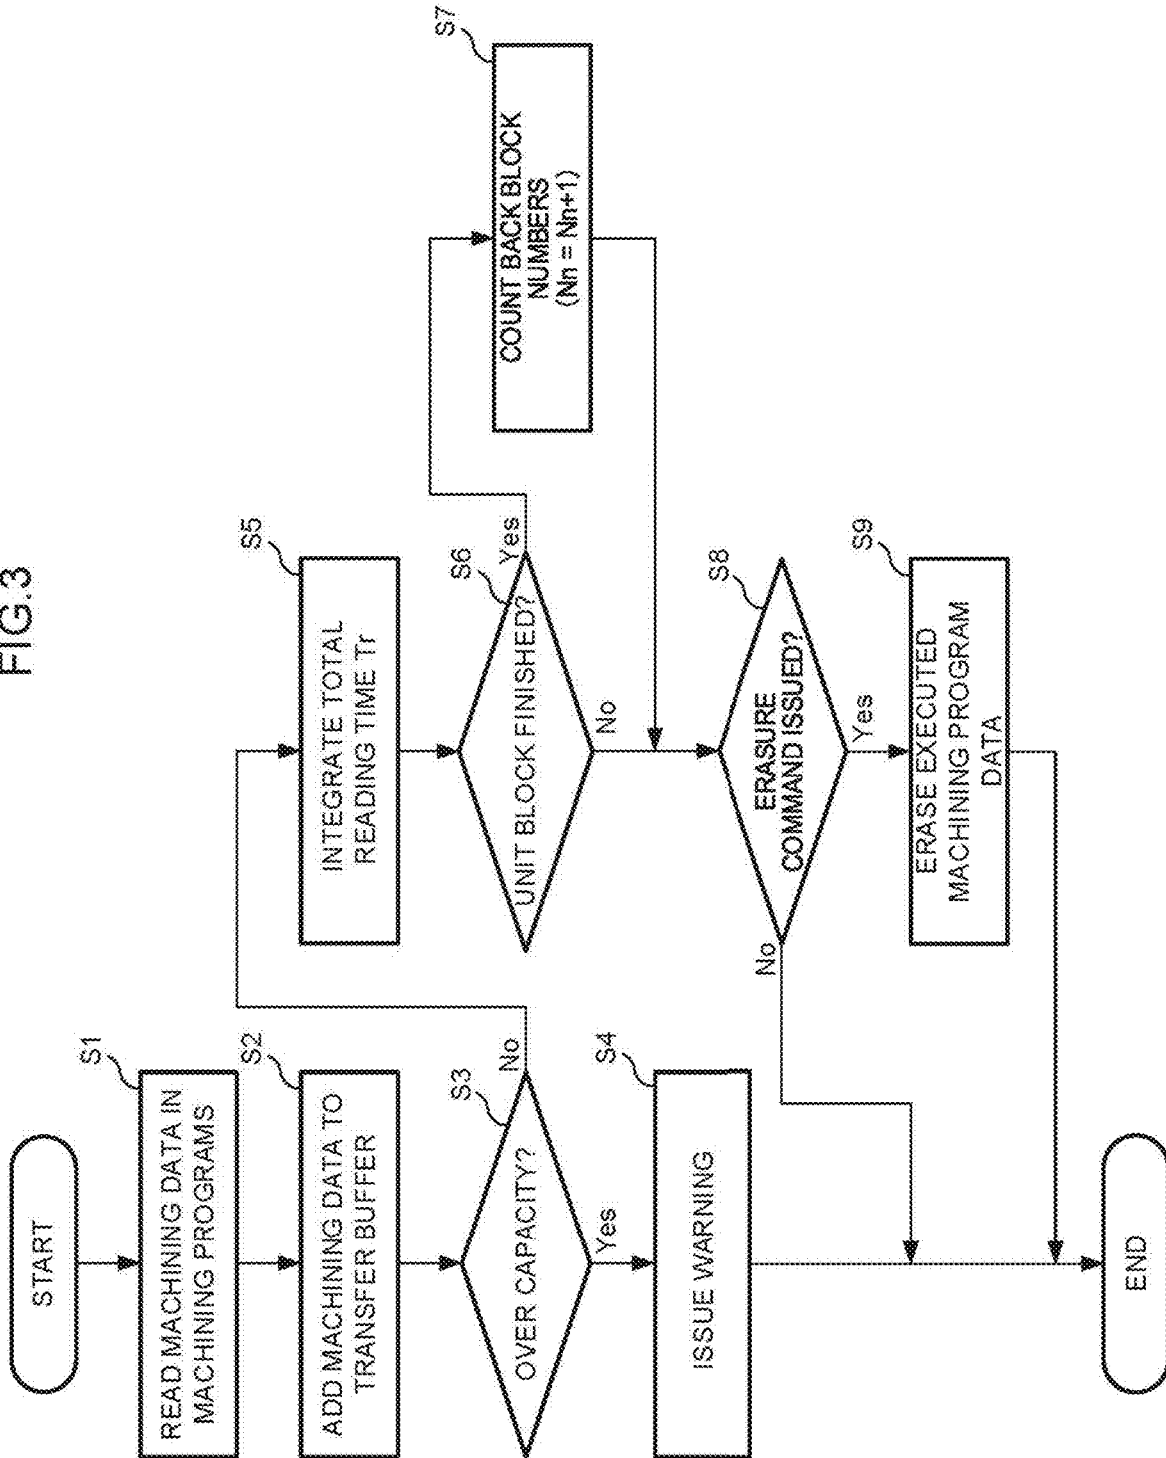 FIG.3
START
S1
READ MACHINING DATA IN
MACHINING PROGRAMS
S2
ADD MACHINING DATA TO
TRANSFER BUFFER
S3
OVER CAPACITY?
No
Yes
S4
ISSUE WARNING
S5
INTEGRATE TOTAL
READING TIME Tr
S6
UNIT BLOCK FINISHED?
Yes
No
S7
COUNT BACK BLOCK
NUMBERS
(Nn = Nn+1)
S8
ERASURE
COMMAND ISSUED?
No
Yes
S9
ERASE EXECUTED
MACHINING PROGRAM
DATA
END